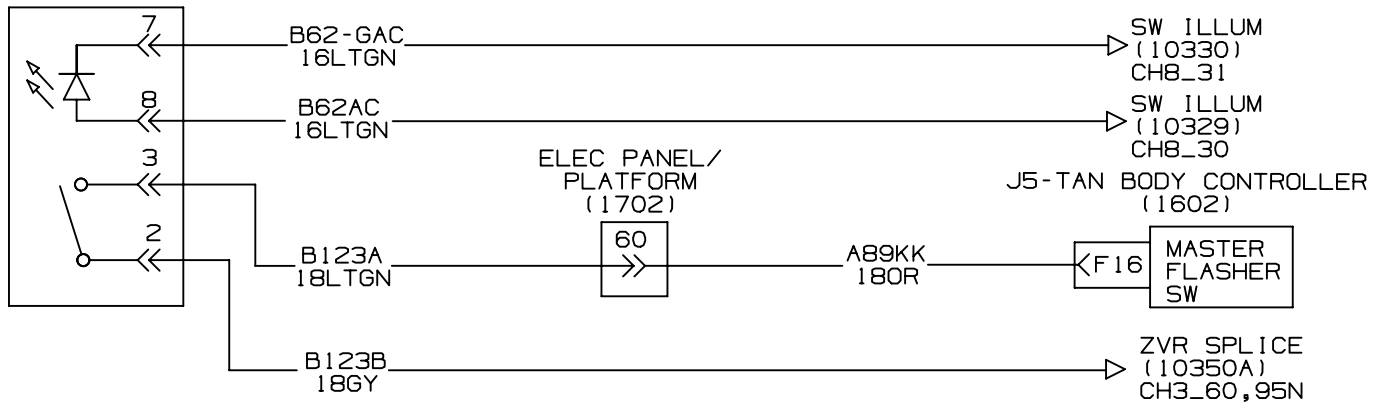 7
B62-GAC
16LTGN
SW ILLUM
(10330)
CH8_31
8
B62AC
16LTGN
SW ILLUM
(10329)
CH8_30
3
ELEC PANEL/
PLATFORM
(1702)
J5-TAN BODY CONTROLLER
(1602)
2
B123A
18LTGN
60
A89KK
18OR
F16
MASTER
FLASHER
SW
B123B
18GY
ZVR SPLICE
(10350A)
CH3_60,95N